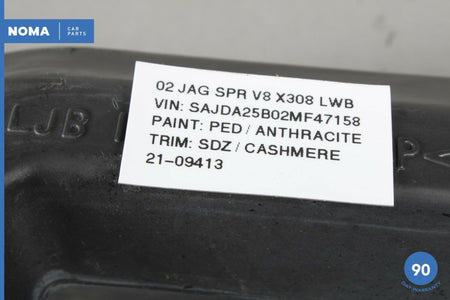 NOMA CAR
PARTS
02 JAG SPR V8 X308 LWB
VIN: SAJDA25B02MF47158
PAINT: PED / ANTHRACITE
TRIM: SDZ / CASHMERE
21-09413
LJB
P<
90
DAY WARRANTY